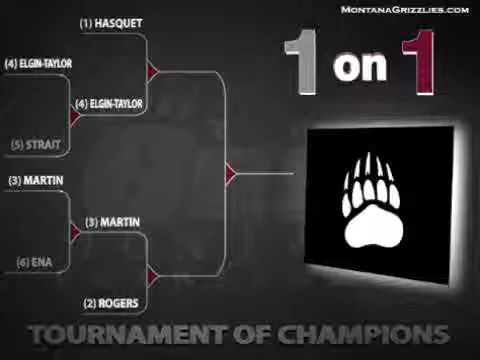 MontanaGrizzlies.com
1 on 1
(1) HASQUET
(4) ELGIN-TAYLOR
(4) ELGIN-TAYLOR
(5) STRAIT
(3) MARTIN
(3) MARTIN
(6) ENA
(2) ROGERS
TOURNAMENT OF CHAMPIONS